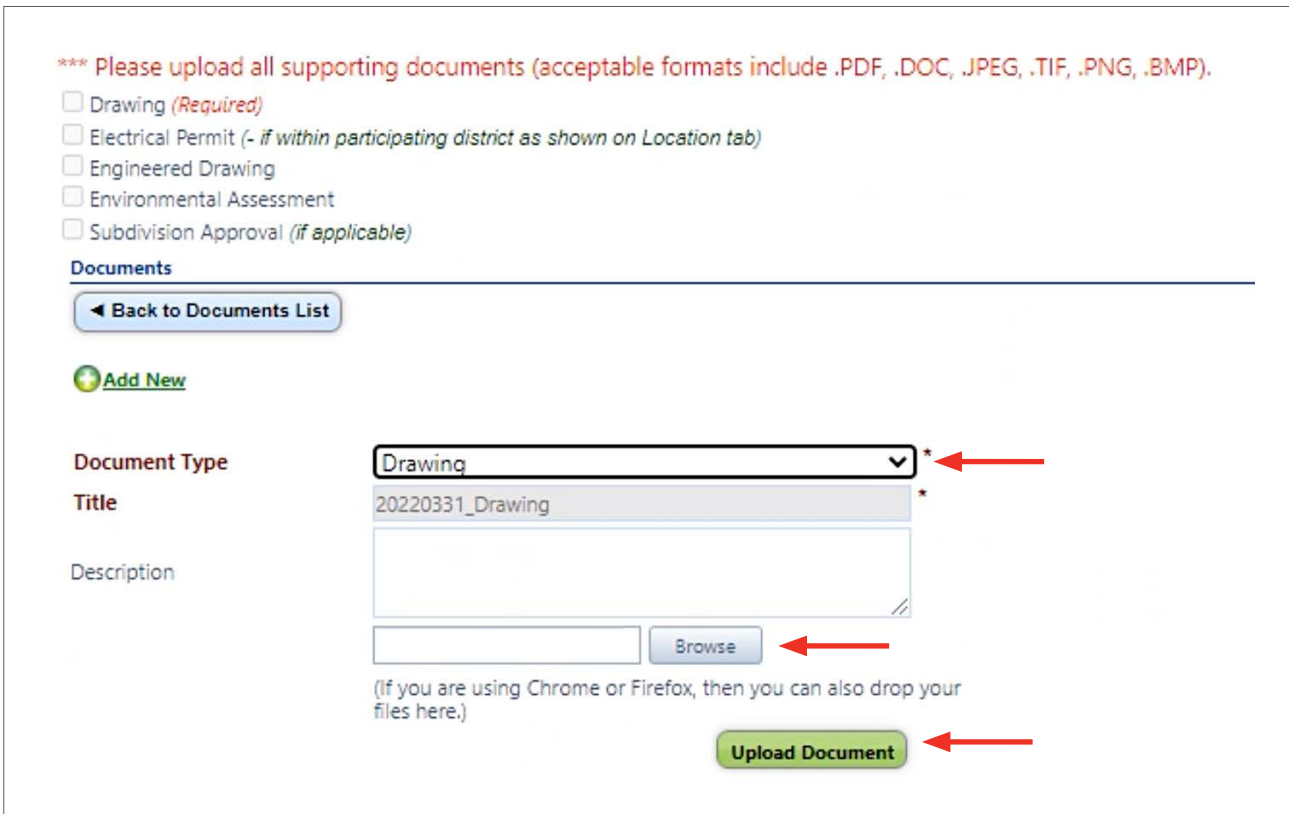 *** Please upload all supporting documents (acceptable formats include .PDF, .DOC, .JPEG, .TIF, .PNG, .BMP).
Drawing (Required)
Electrical Permit (- if within participating district as shown on Location tab)
Engineered Drawing
Environmental Assessment
Subdivision Approval (if applicable)
Documents
◄ Back to Documents List
Add New
Document Type Drawing *
Title 20220331_Drawing *
Description
Browse
(If you are using Chrome or Firefox, then you can also drop your
files here.)
Upload Document